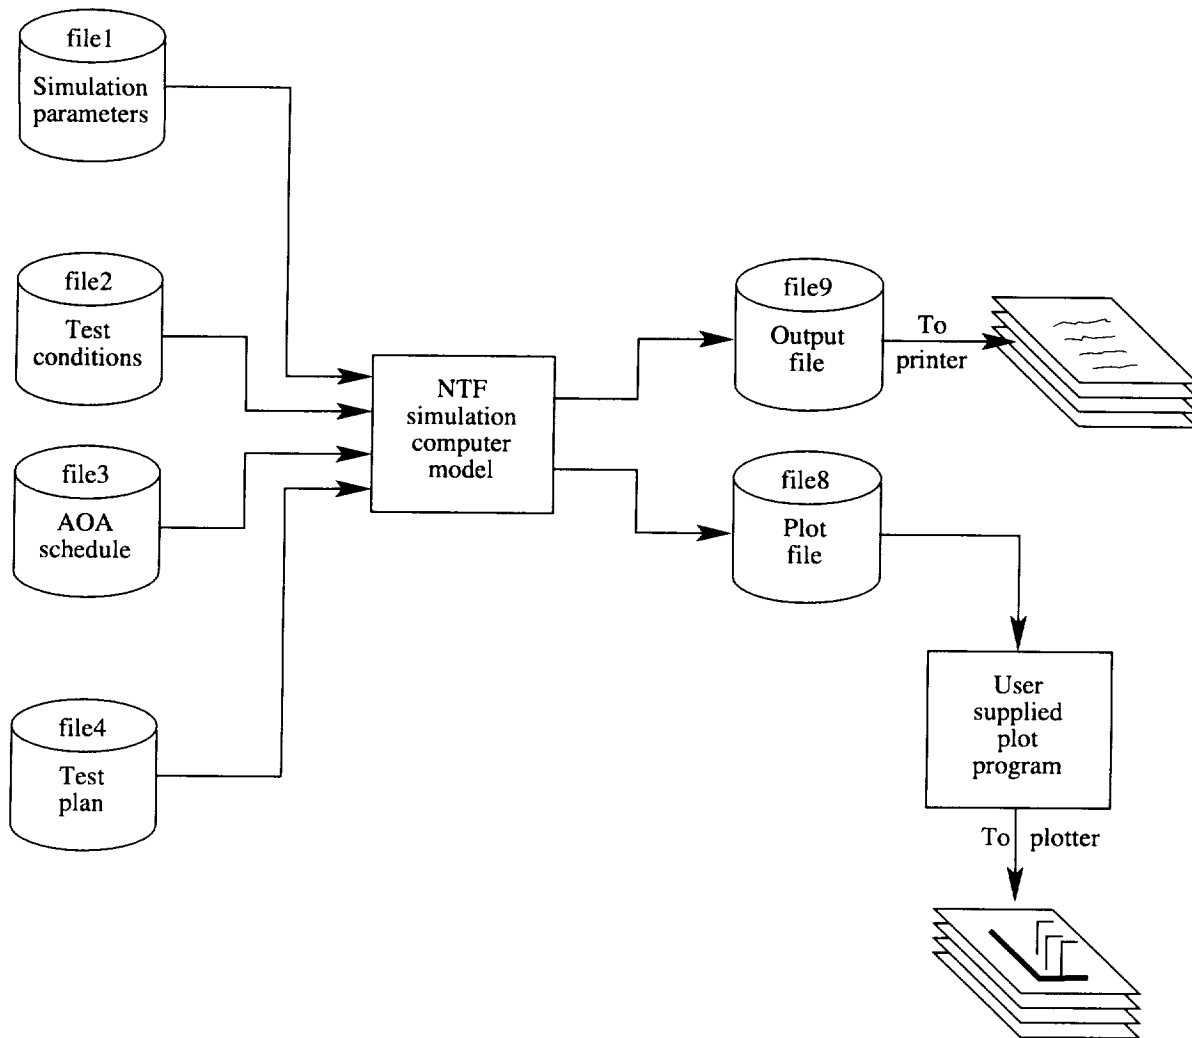 file1
Simulation
parameters
file2
Test
conditions
file3
AOA
schedule
file4
Test
plan
NTF
simulation
computer
model
file9
Output
file
To
printer
file8
Plot
file
User
supplied
plot
program
To plotter